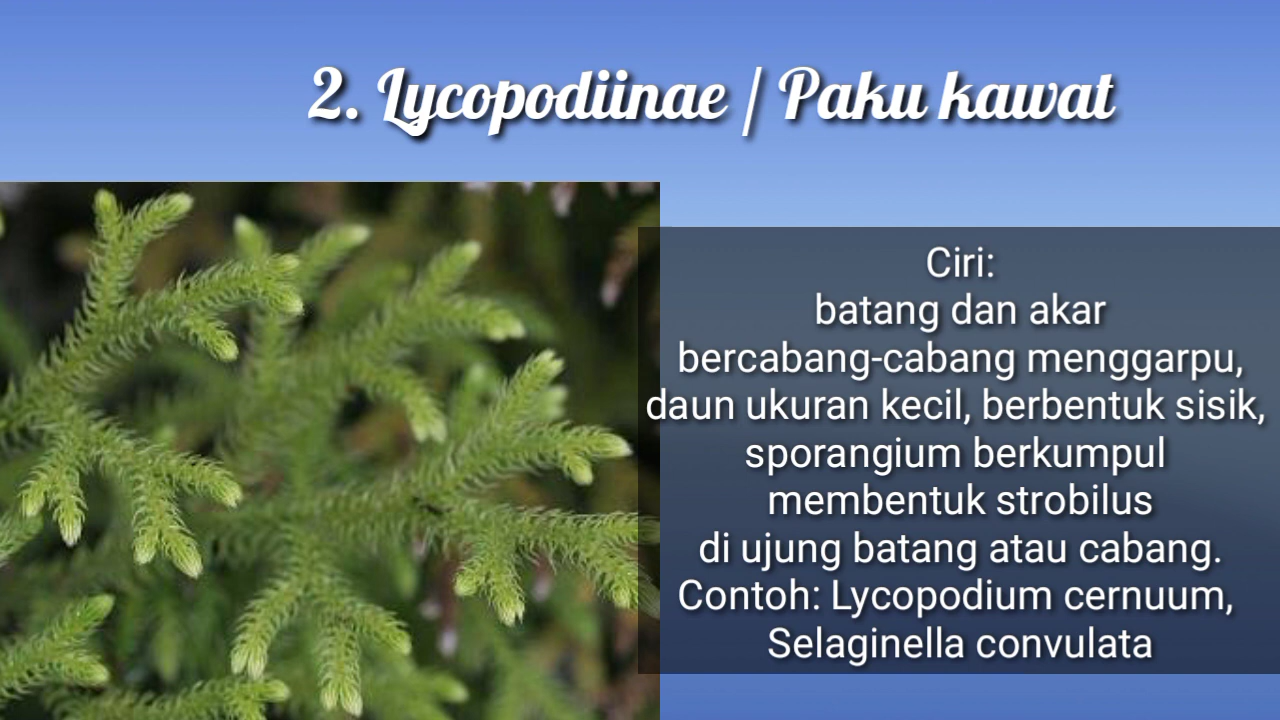 2. Lycopodiinae / Paku kawat
Ciri:
batang dan akar
bercabang-cabang menggarpu,
daun ukuran kecil, berbentuk sisik,
sporangium berkumpul
membentuk strobilus
di ujung batang atau cabang.
Contoh: Lycopodium cernuum,
Selaginella convulata